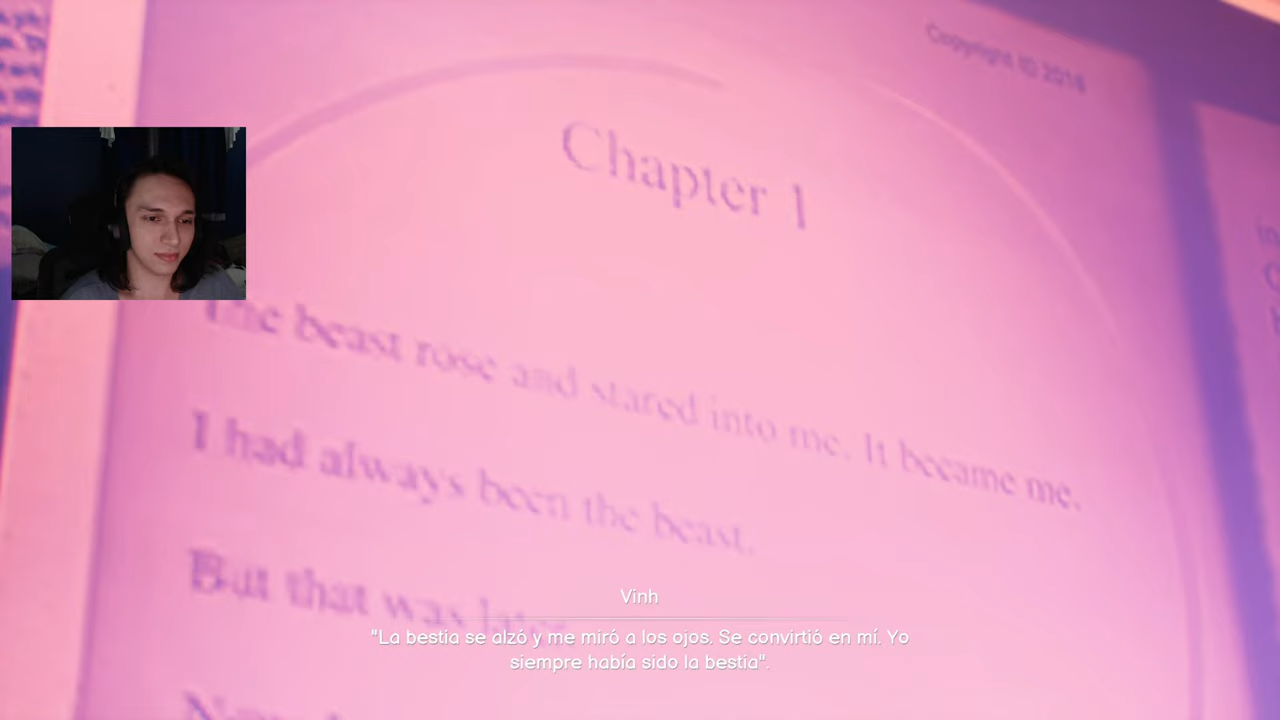 Copyright © 2018
Chapter 1
The beast rose and stared into me. It became me.
I had always been the beast.
But that was later
Vinh
"La bestia se alzó y me miró a los ojos. Se convirtió en mí. Yo
siempre había sido la bestia".